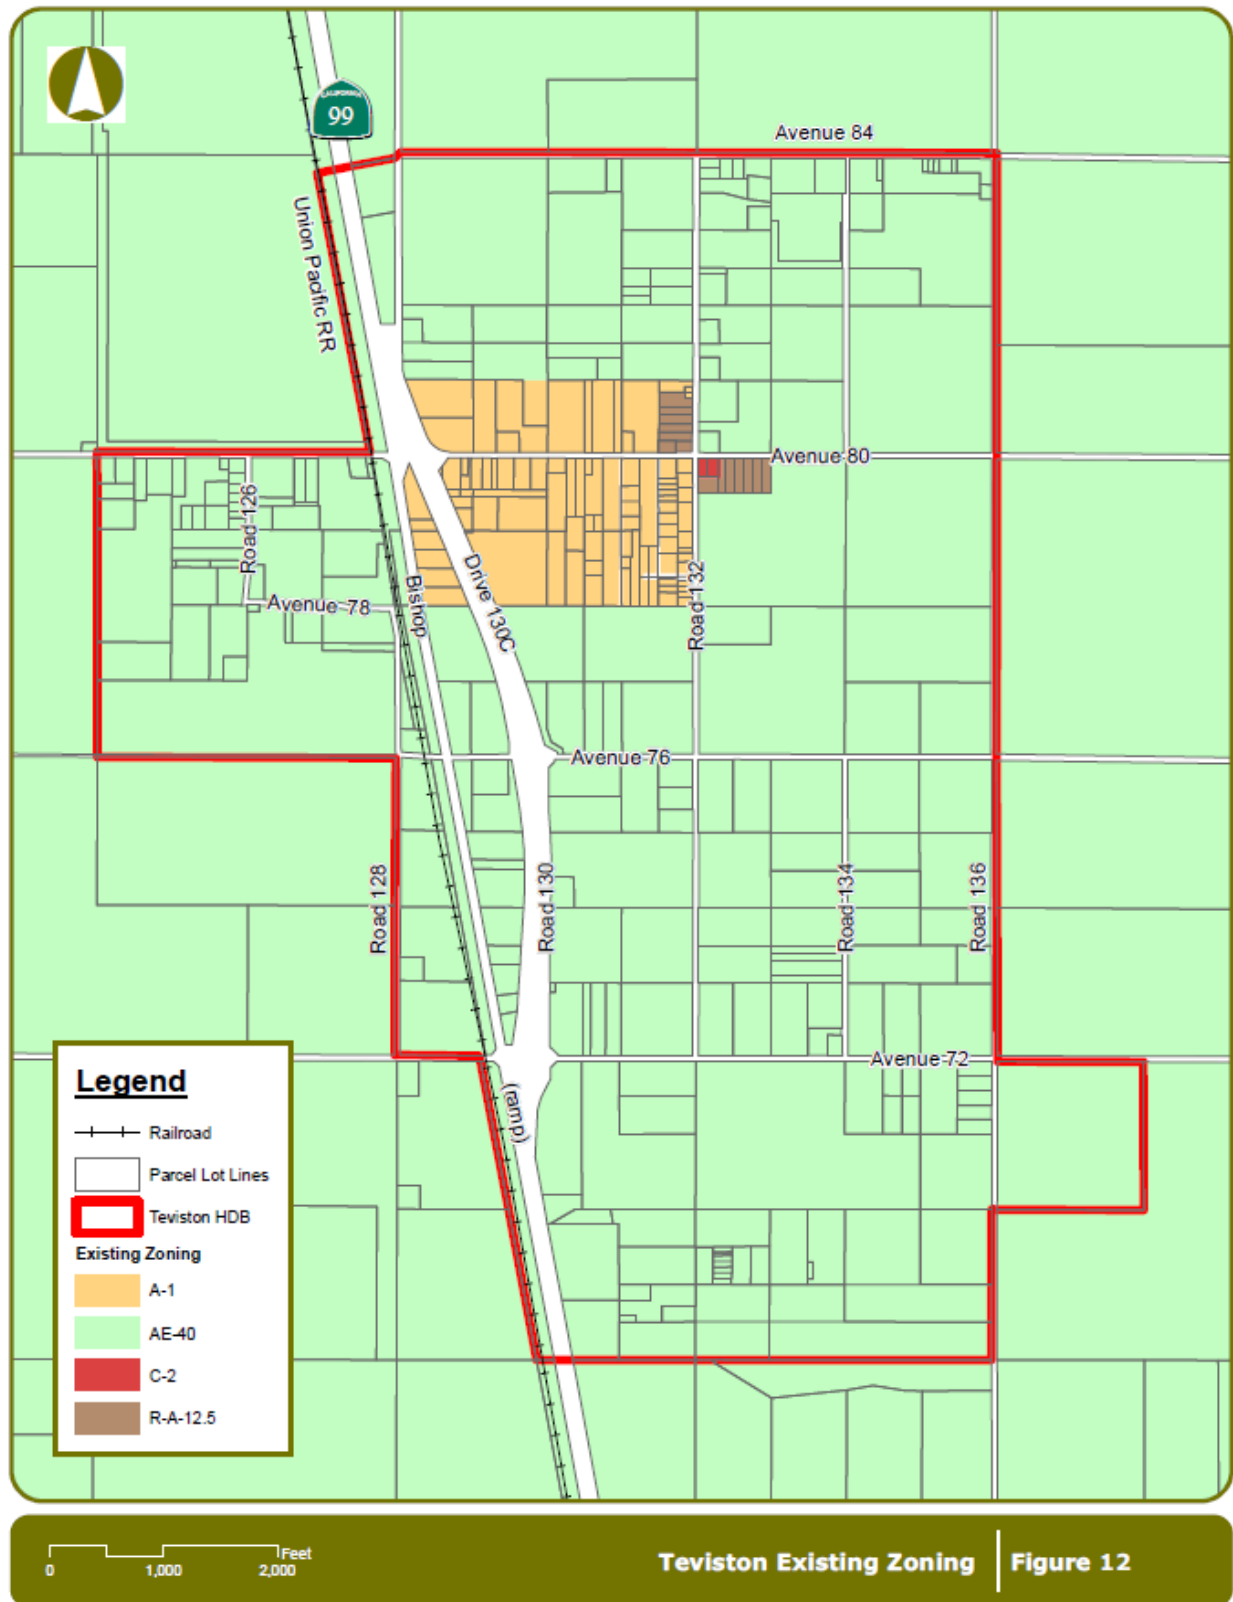 CALIFORNIA
99
Avenue 84
Union Pacific RR
Avenue 80
Road 126
Drive 130C
Bishop
Road 132
Avenue 78
Avenue 76
Road 128
Road 130
Road 134
Road 136
Avenue 72
(ramp)
Legend
Railroad
Parcel Lot Lines
Teviston HDB
Existing Zoning
A-1
AE-40
C-2
R-A-12.5
Feet
0 1,000 2,000
Teviston Existing Zoning
Figure 12